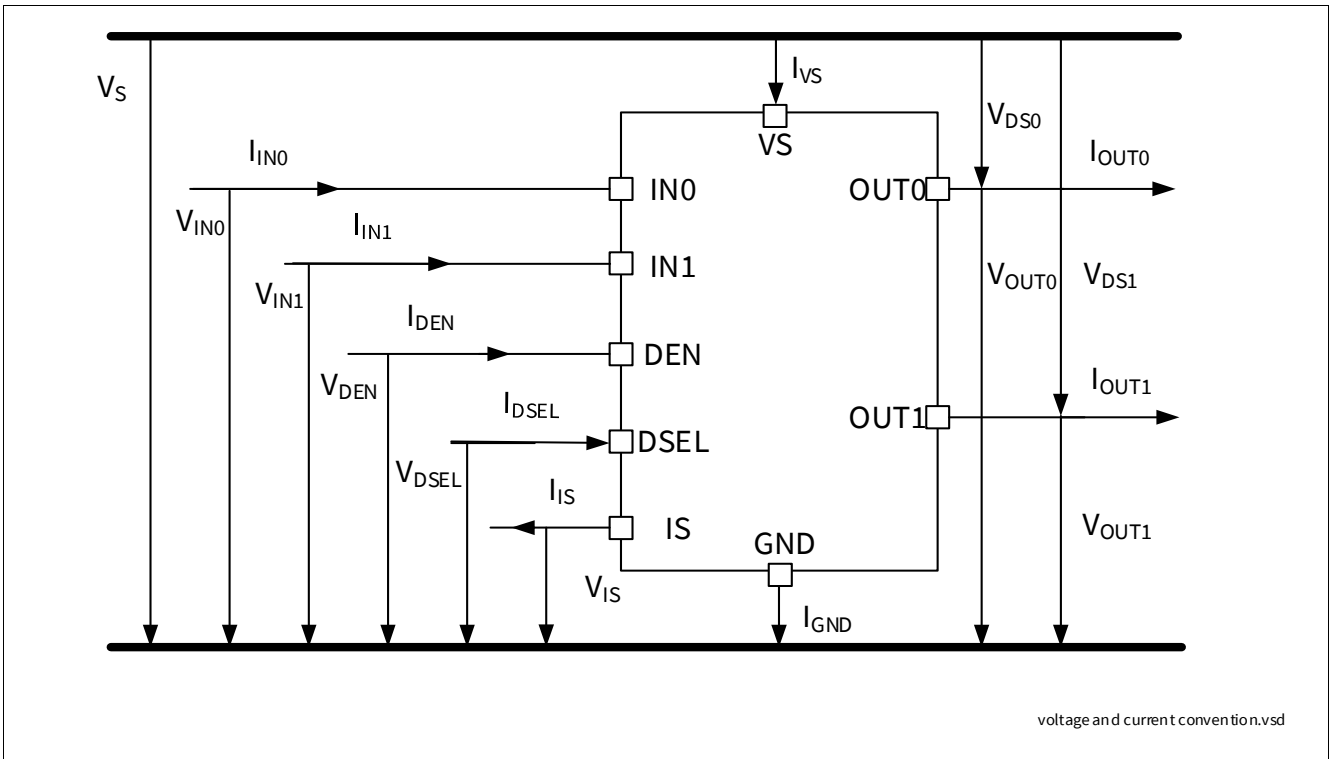 I_VS
V_S
V_DS0
VS
I_IN0
I_OUT0
IN0
OUT0
V_IN0
I_IN1
IN1
V_OUT0
V_DS1
V_IN1
I_DEN
DEN
V_DEN
I_OUT1
I_DSEL
OUT1
DSEL
V_DSEL
I_IS
IS
V_OUT1
GND
V_IS
I_GND
voltage and current convention.vsd